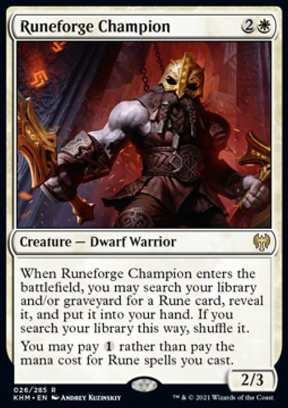 Runeforge Champion 2
Creature — Dwarf Warrior
When Runeforge Champion enters the
battlefield, you may search your library
and/or graveyard for a Rune card, reveal
it, and put it into your hand. If you
search your library this way, shuffle it.
You may pay 1 rather than pay the
mana cost for Rune spells you cast.
2/3
026/285 R
KHM • EN Andrey Kuzinskiy
™ & © 2021 Wizards of the Coast